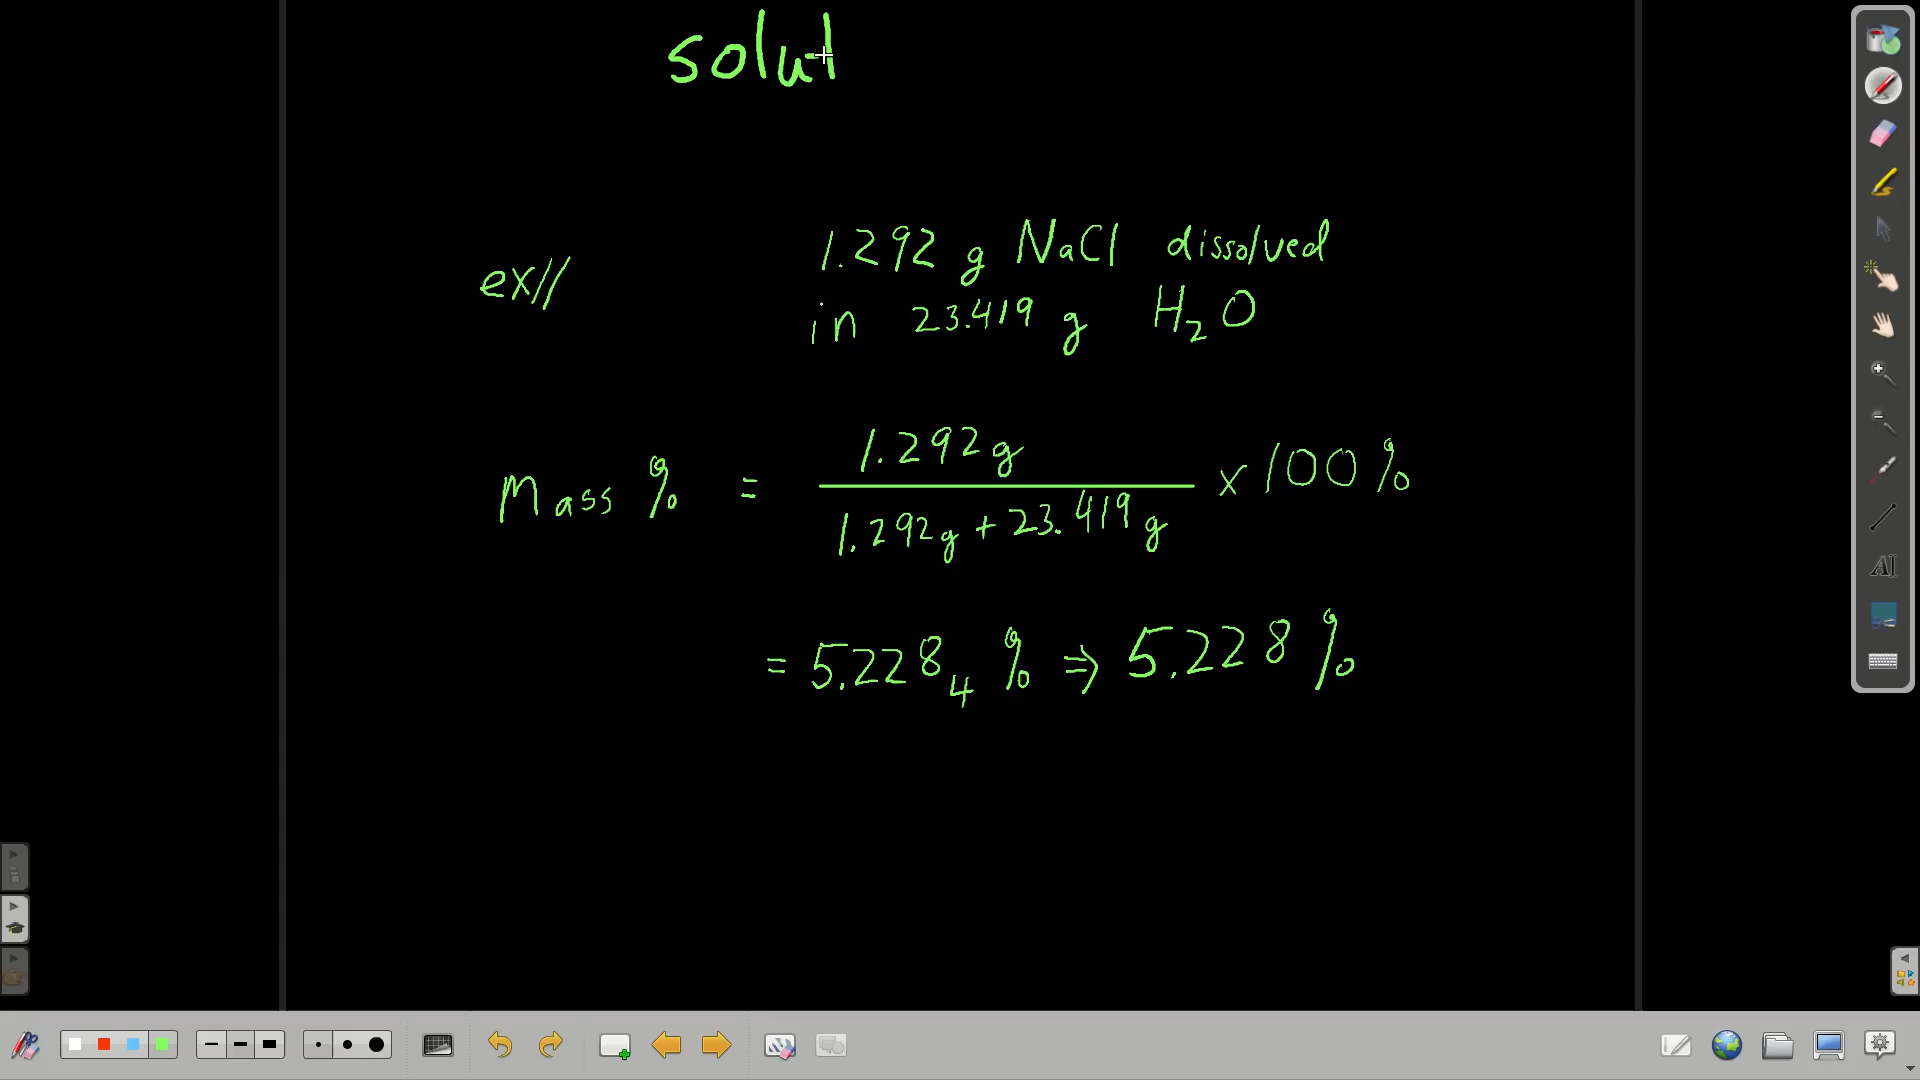 solut
ex// 1.292 g NaCl dissolved
in 23.419 g H₂O
Mass % = 1.292 g / 1.292 g + 23.419 g × 100 %
= 5.228₄ % ⇒ 5.228 %